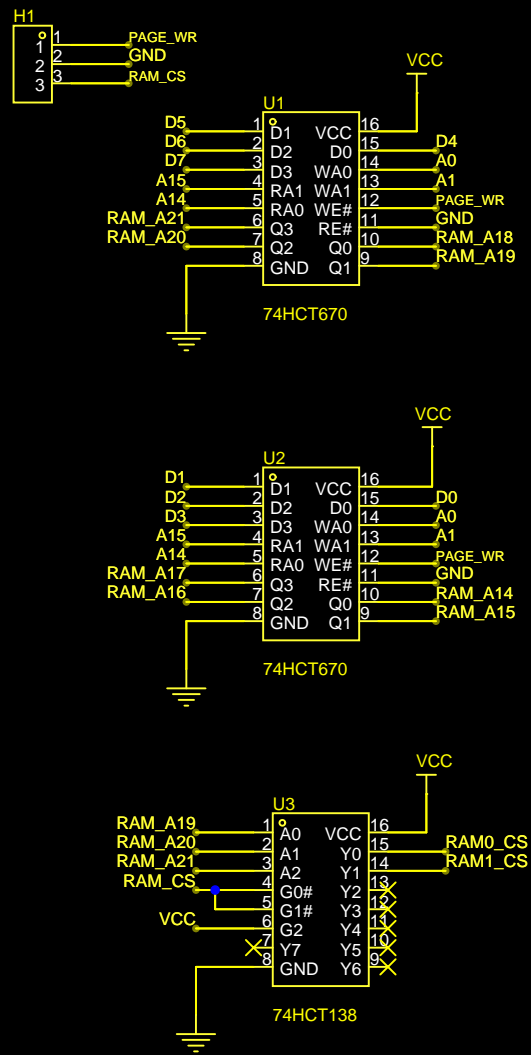 H1
1 1 PAGE_WR
2 2 GND
3 3 RAM_CS
VCC
U1
D5 1 D1 VCC 16
D6 2 D2 D0 15 D4
D7 3 D3 WA0 14 A0
A15 4 RA1 WA1 13 A1
A14 5 RA0 WE# 12 PAGE_WR
RAM_A21 6 Q3 RE# 11 GND
RAM_A20 7 Q2 Q0 10 RAM_A18
8 GND Q1 9 RAM_A19
74HCT670
VCC
U2
D1 1 D1 VCC 16
D2 2 D2 D0 15 D0
D3 3 D3 WA0 14 A0
A15 4 RA1 WA1 13 A1
A14 5 RA0 WE# 12 PAGE_WR
RAM_A17 6 Q3 RE# 11 GND
RAM_A16 7 Q2 Q0 10 RAM_A14
8 GND Q1 9 RAM_A15
74HCT670
VCC
U3
RAM_A19 1 A0 VCC 16
RAM_A20 2 A1 Y0 15 RAM0_CS
RAM_A21 3 A2 Y1 14 RAM1_CS
RAM_CS 4 G0# Y2 13
5 G1# Y3 12
VCC 6 G2 Y4 11
7 Y7 Y5 10
8 GND Y6 9
74HCT138